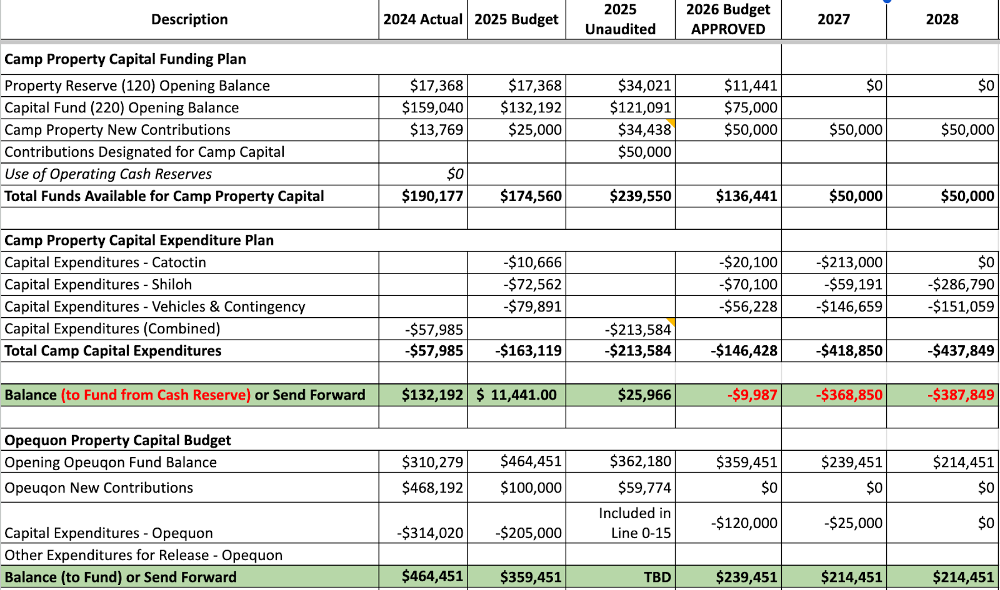 Description 2024 Actual 2025 Budget 2025 Unaudited 2026 Budget APPROVED 2027 2028
Camp Property Capital Funding Plan
Property Reserve (120) Opening Balance $17,368 $17,368 $34,021 $11,441 $0 $0
Capital Fund (220) Opening Balance $159,040 $132,192 $121,091 $75,000
Camp Property New Contributions $13,769 $25,000 $34,438 $50,000 $50,000 $50,000
Contributions Designated for Camp Capital $50,000
Use of Operating Cash Reserves $0
Total Funds Available for Camp Property Capital $190,177 $174,560 $239,550 $136,441 $50,000 $50,000
Camp Property Capital Expenditure Plan
Capital Expenditures - Catoctin -$10,666 -$20,100 -$213,000 $0
Capital Expenditures - Shiloh -$72,562 -$70,100 -$59,191 -$286,790
Capital Expenditures - Vehicles & Contingency -$79,891 -$56,228 -$146,659 -$151,059
Capital Expenditures (Combined) -$57,985 -$213,584
Total Camp Capital Expenditures -$57,985 -$163,119 -$213,584 -$146,428 -$418,850 -$437,849
Balance (to Fund from Cash Reserve) or Send Forward $132,192 $ 11,441.00 $25,966 -$9,987 -$368,850 -$387,849
Opequon Property Capital Budget
Opening Opeuqon Fund Balance $310,279 $464,451 $362,180 $359,451 $239,451 $214,451
Opeuqon New Contributions $468,192 $100,000 $59,774 $0 $0 $0
Capital Expenditures - Opequon -$314,020 -$205,000 Included in Line 0-15 -$120,000 -$25,000 $0
Other Expenditures for Release - Opequon
Balance (to Fund) or Send Forward $464,451 $359,451 TBD $239,451 $214,451 $214,451